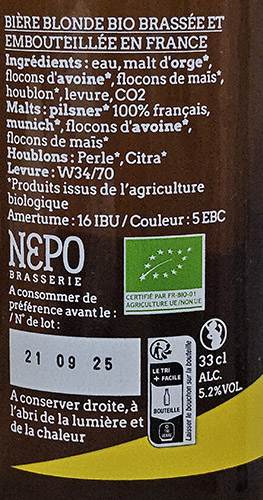 BIÈRE BLONDE BIO BRASSÉE ET
EMBOUTEILLÉE EN FRANCE
Ingrédients : eau, malt d'orge*,
flocons d'avoine*, flocons de maïs*,
houblon*, levure, CO2
Malts : pilsner* 100% français,
munich*, flocons d'avoine*,
flocons de maïs*
Houblons : Perle*, Citra*
Levure : W34/70
*Produits issus de l'agriculture
biologique
Amertume : 16 IBU / Couleur : 5 EBC
NEPO
BRASSERIE
CERTIFIÉ PAR FR-BIO-01
AGRICULTURE UE/NON UE
A consommer de
préférence avant le :
/ N° de lot :
21 09 25
A conserver droite, à
l'abri de la lumière et
de la chaleur
LE TRI
+ FACILE
BOUTEILLE
Laisser le bouchon sur la bouteille
33 cl
ALC.
5.2% VOL.